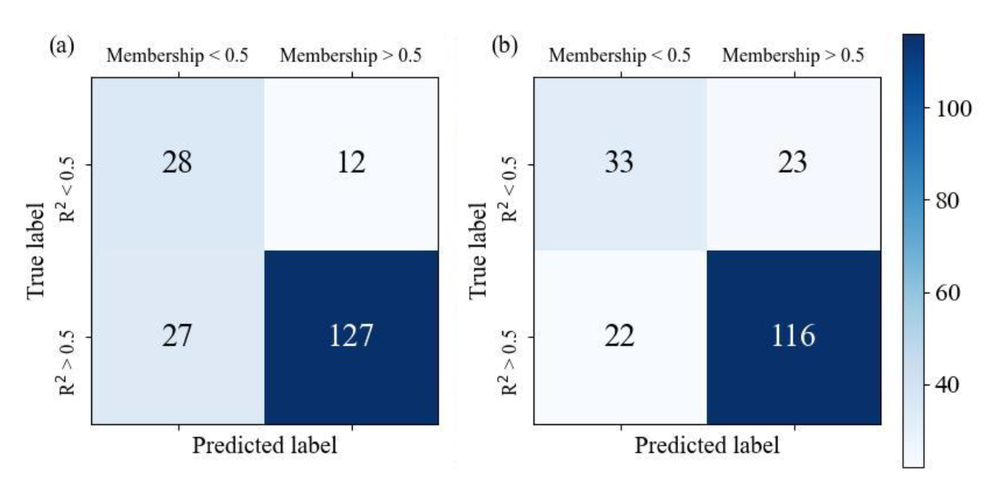 (a)
Membership < 0.5 Membership > 0.5
True label
R² < 0.5
28 12
R² > 0.5
27 127
Predicted label
(b)
Membership < 0.5 Membership > 0.5
True label
R² < 0.5
33 23
R² > 0.5
22 116
Predicted label
100
80
60
40